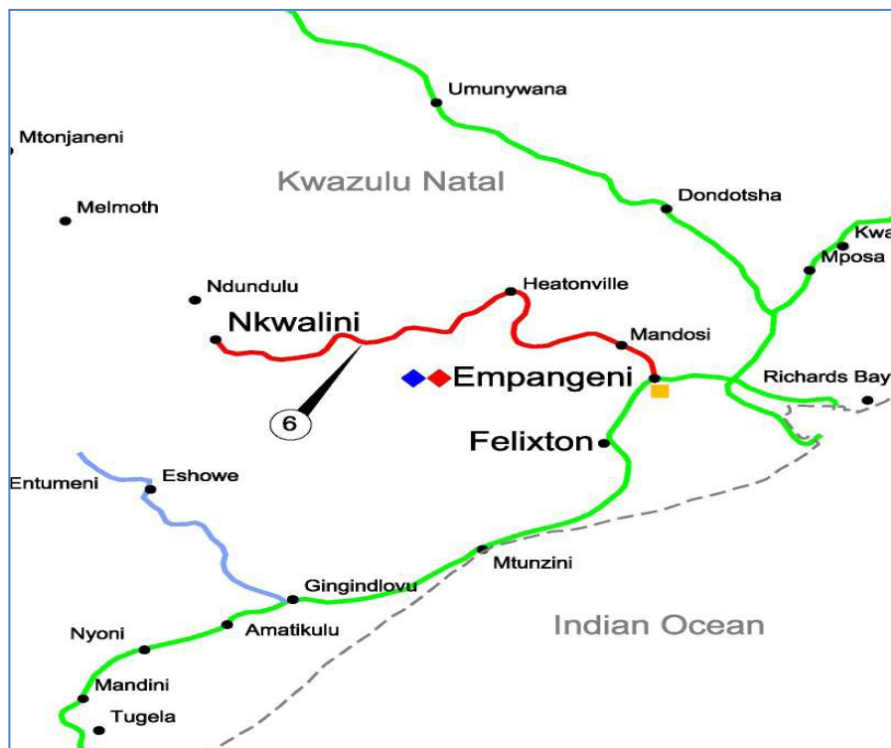 Umunywana
Mtonjaneni
Kwazulu Natal
Dondotsha
Melmoth
Kwa
Mposa
Ndundulu
Heatonville
Nkwalini
Mandosi
Empangeni
Richards Bay
6
Felixton
Eshowe
Entumeni
Mtunzini
Gingindlovu
Amatikulu
Indian Ocean
Nyoni
Mandini
Tugela